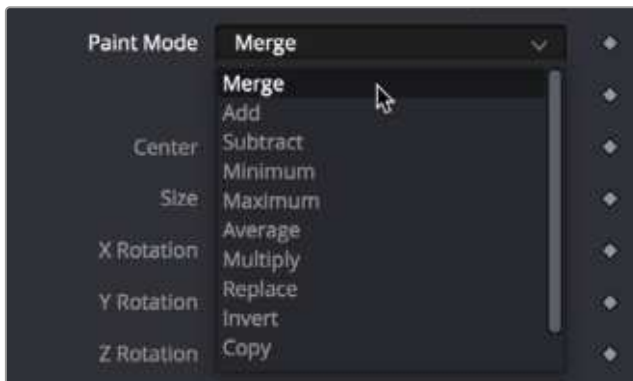 Paint Mode Merge
Merge
Add
Center Subtract
Minimum
Size Maximum
Average
X Rotation Multiply
Y Rotation Replace
Invert
Z Rotation Copy